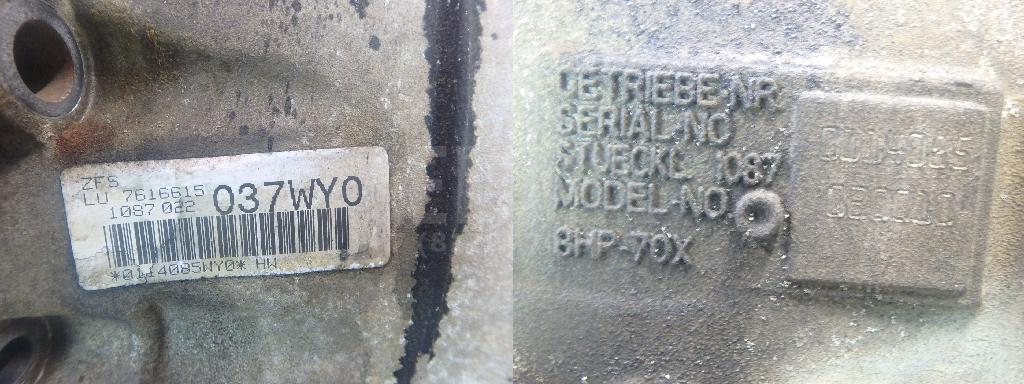 ZFS
LU 7616615
1087 022 037WY0
*0114085WY0* HW
GETRIEBE-NR
SERIAL-NO
STUECKL. 1087
MODEL-NO.
8HP-70X